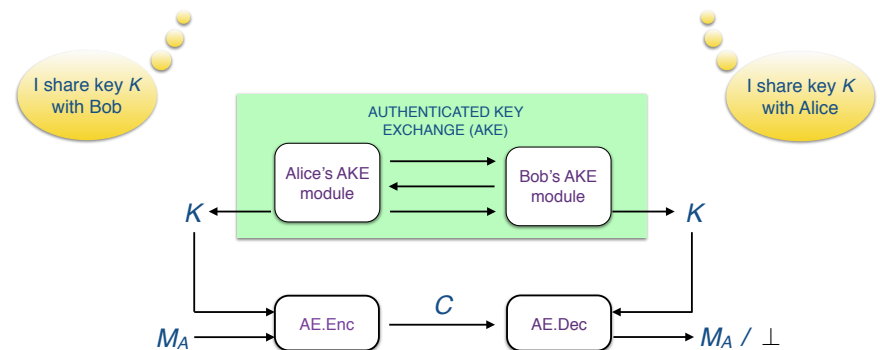 I share key K
with Bob
I share key K
with Alice
AUTHENTICATED KEY
EXCHANGE (AKE)
Alice's AKE
module
Bob's AKE
module
K
K
AE.Enc
C
AE.Dec
M_A
M_A / ⊥